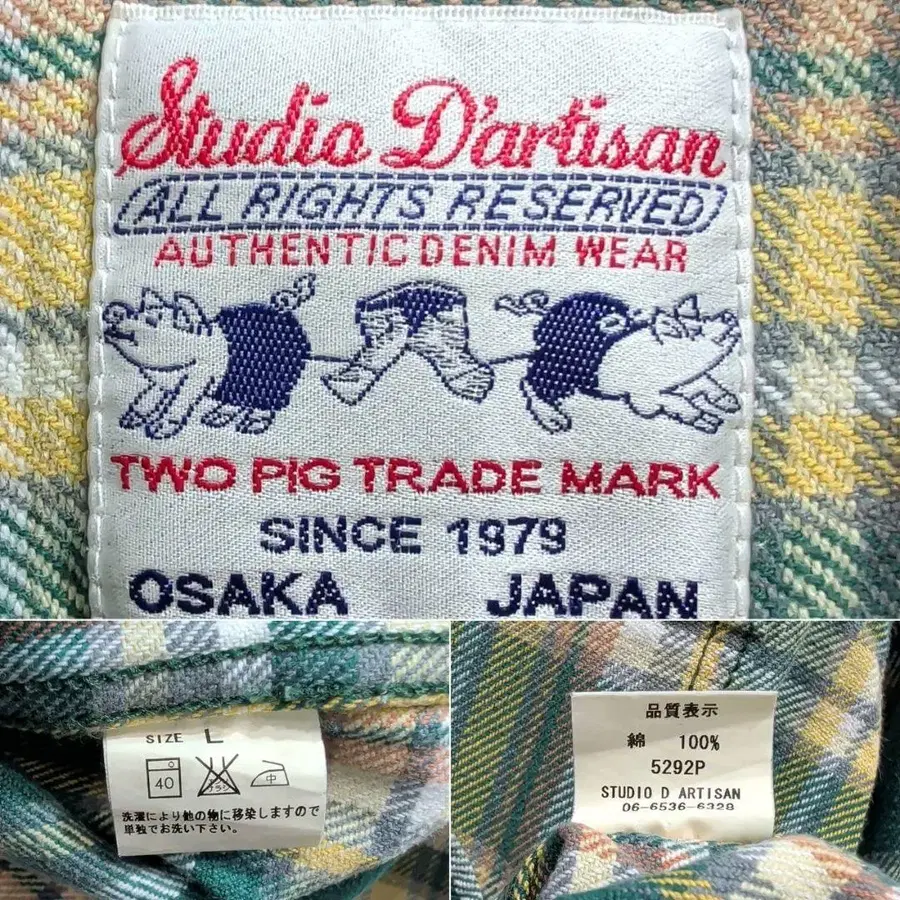 Studio D'artisan
ALL RIGHTS RESERVED
AUTHENTIC DENIM WEAR
TWO PIG TRADE MARK
SINCE 1979
OSAKA JAPAN
SIZE L
40
中
洗濯により他の物に移染しますので
単独でお洗い下さい。
品質表示
綿 100%
5292P
STUDIO D ARTISAN
06-6536-6328